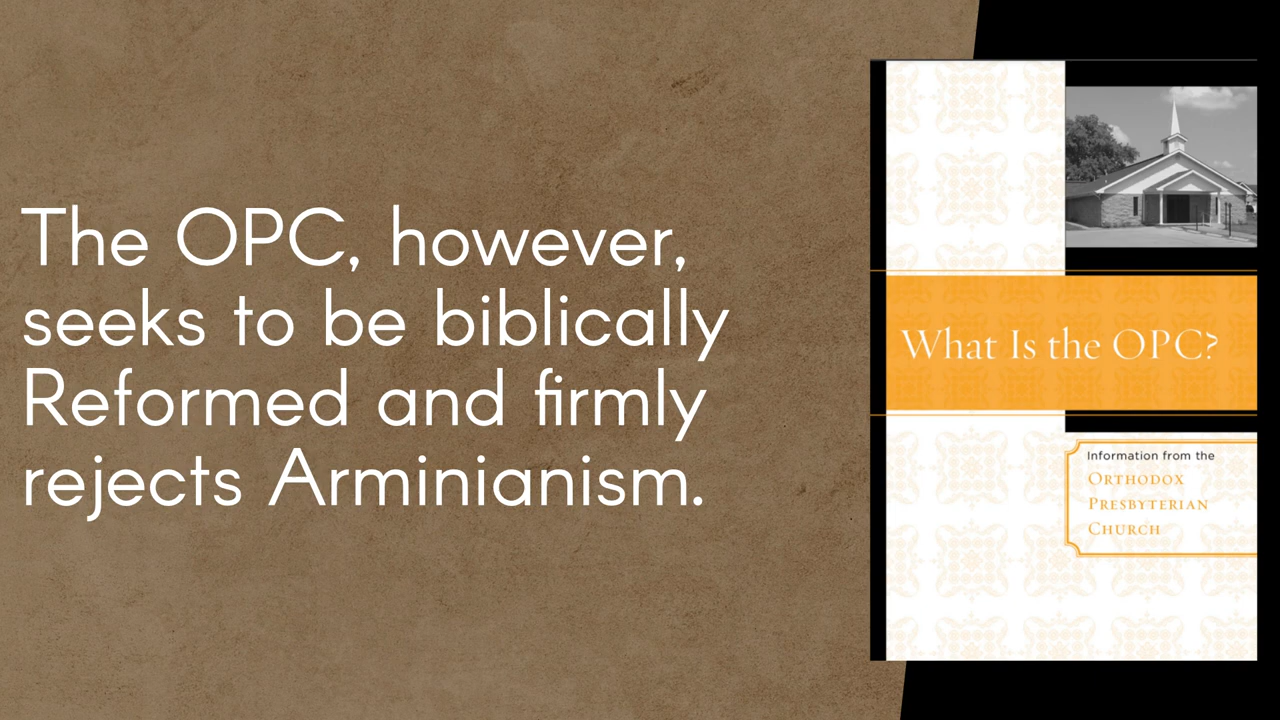 The OPC, however,
seeks to be biblically
Reformed and firmly
rejects Arminianism.
What Is the OPC?
Information from the
ORTHODOX
PRESBYTERIAN
CHURCH